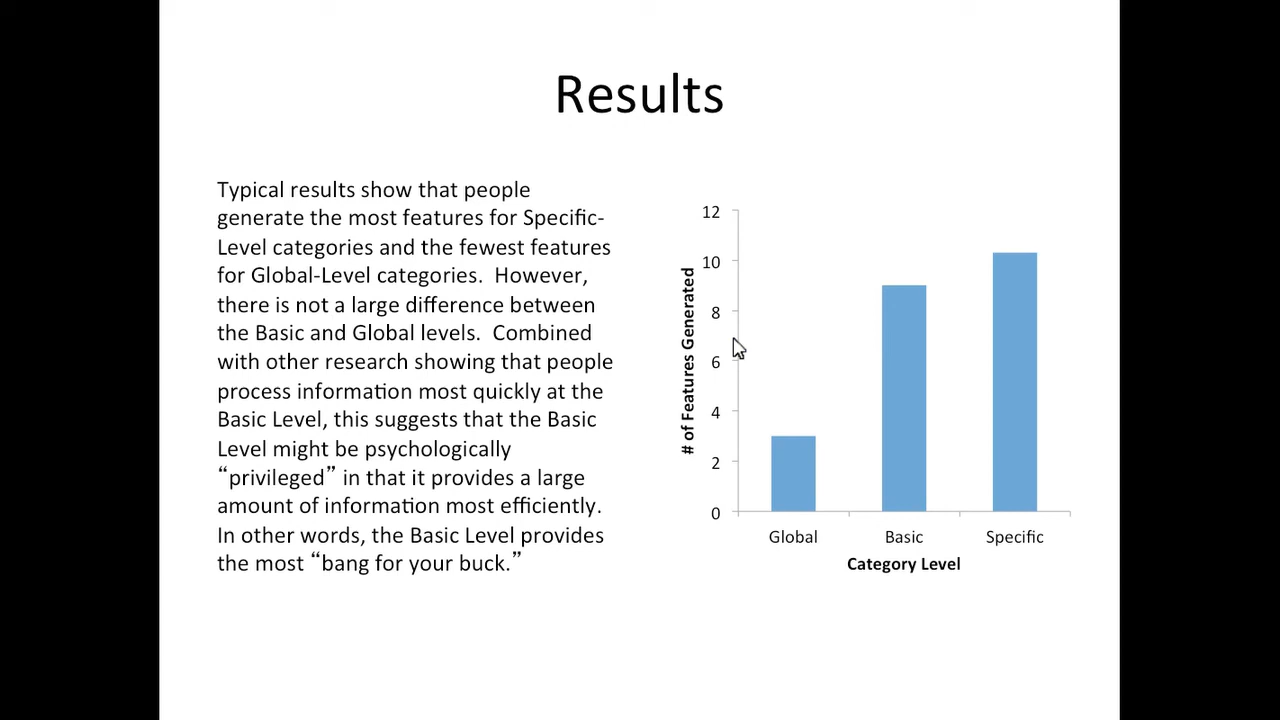 Results
Typical results show that people
generate the most features for Specific-
Level categories and the fewest features
for Global-Level categories.  However,
there is not a large difference between
the Basic and Global levels.  Combined
with other research showing that people
process information most quickly at the
Basic Level, this suggests that the Basic
Level might be psychologically
“privileged” in that it provides a large
amount of information most efficiently.
In other words, the Basic Level provides
the most “bang for your buck.”
# of Features Generated
12
10
8
6
4
2
0
Global Basic Specific
Category Level